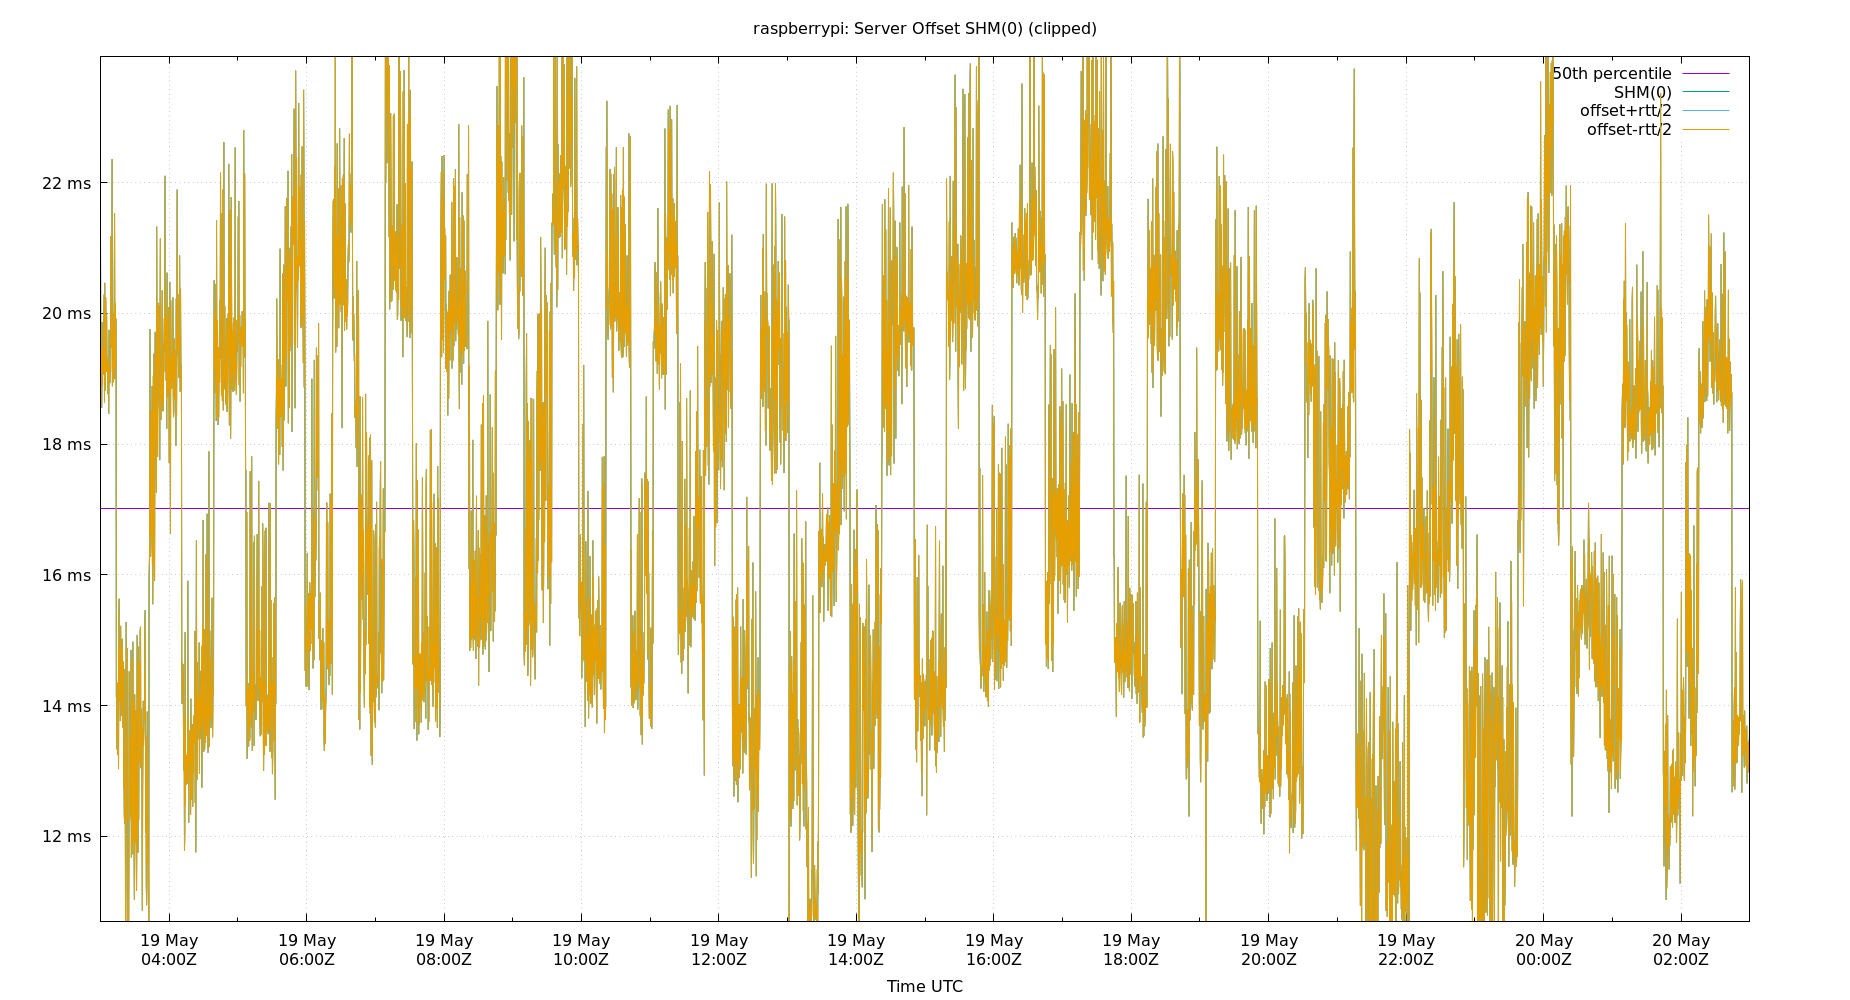 raspberrypi: Server Offset SHM(0) (clipped)
50th percentile
SHM(0)
offset+rtt/2
offset-rtt/2
22 ms
20 ms
18 ms
16 ms
14 ms
12 ms
19 May 19 May 19 May 19 May 19 May 19 May 19 May 19 May 19 May 19 May 20 May 20 May
04:00Z 06:00Z 08:00Z 10:00Z 12:00Z 14:00Z 16:00Z 18:00Z 20:00Z 22:00Z 00:00Z 02:00Z
Time UTC